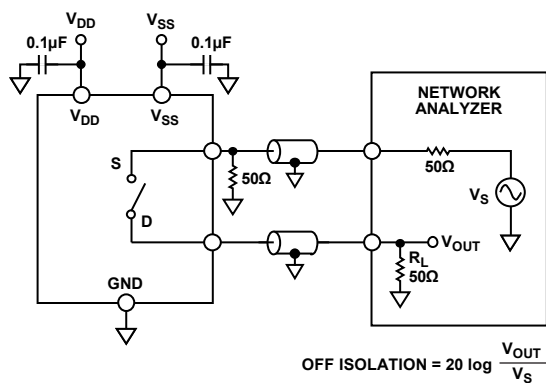 VDD
VSS
0.1µF
0.1µF
VDD
VSS
NETWORK
ANALYZER
S
50Ω
50Ω
VS
D
VOUT
RL
50Ω
GND
OFF ISOLATION = 20 log VOUT
VS